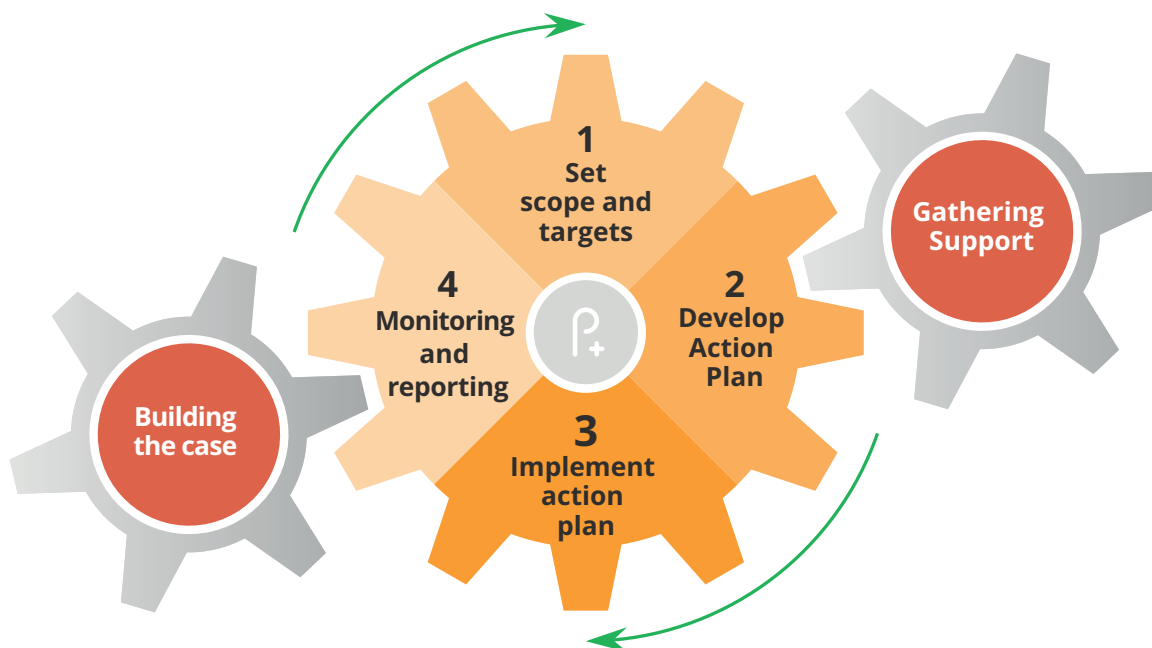 1
Set
scope and
targets
2
Develop
Action
Plan
3
Implement
action
plan
4
Monitoring
and
reporting
Building
the case
Gathering
Support